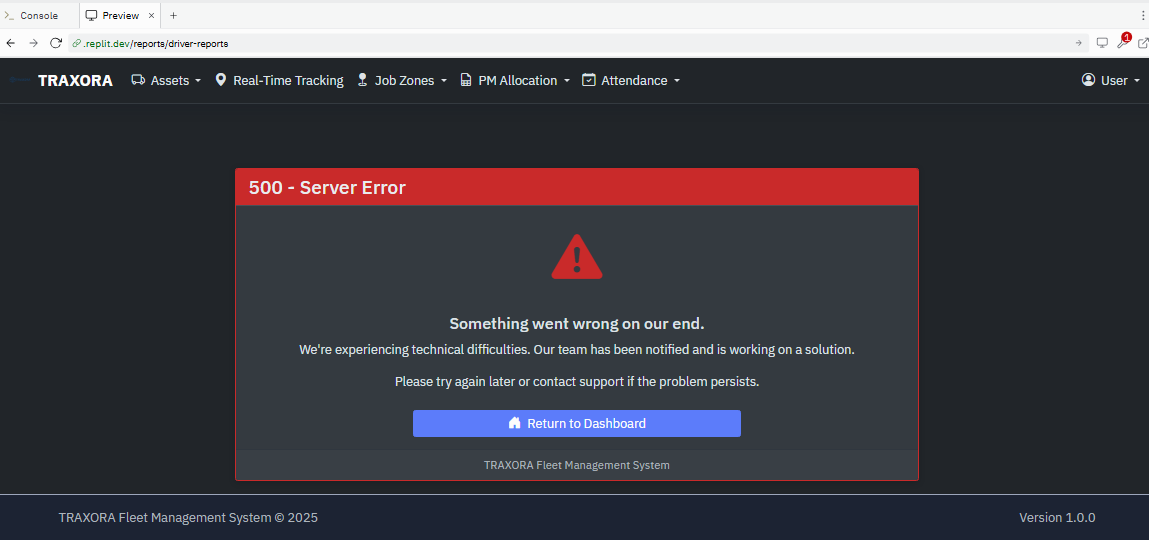 Console
Preview
.replit.dev/reports/driver-reports
1
TRAXORA Assets Real-Time Tracking Job Zones PM Allocation Attendance User
500 - Server Error
Something went wrong on our end.
We're experiencing technical difficulties. Our team has been notified and is working on a solution.
Please try again later or contact support if the problem persists.
Return to Dashboard
TRAXORA Fleet Management System
TRAXORA Fleet Management System © 2025 Version 1.0.0